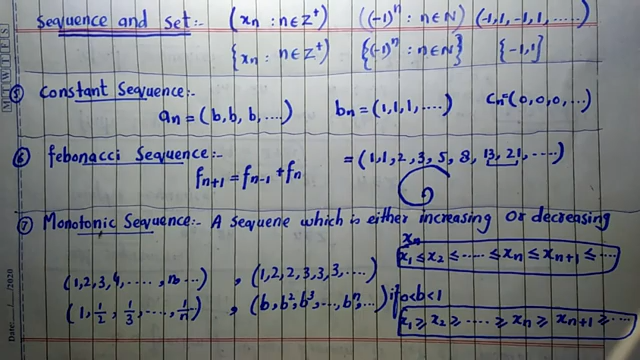 sequence and set:- (xn : n∈Z⁺) ((-1)ⁿ : n∈N) (-1,1,-1,1, .....)
{xn : n∈Z⁺} {(-1)ⁿ : n∈N} {-1,1}
⑤ Constant Sequence:-
an = (b,b,b,....) bn = (1,1,1,....) Cn = (0,0,0,...)
⑥ febonacci Sequence:- = (1,1,2,3,5,8,13,21,....)
fn+1 = fn-1 + fn
⑦ Monotonic Sequence:- A sequene which is either increasing or decreasing
xn
x1 ≤ x2 ≤ ..... ≤ xn ≤ xn+1 ≤ ...
(1,2,3,4,....., n ...) , (1,2,2,3,3,3,....)
(1, 1/2, 1/3, ..., 1/n) , (b,b²,b³...,bⁿ,...) if 0<b<1
x1 ≥ x2 ≥ .... ≥ xn ≥ xn+1 ≥ ...
M T W T F S
Date: / /2020